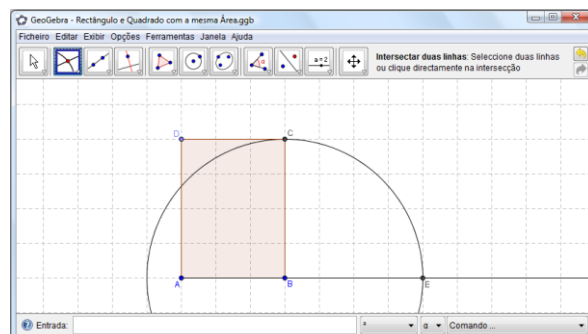 GeoGebra - Rectângulo e Quadrado com a mesma Área.ggb
Ficheiro Editar Exibir Opções Ferramentas Janela Ajuda
a=2
Intersectar duas linhas: Seleccione duas linhas
ou clique directamente na intersecção
D C
A B E
Entrada: ² α Comando ...